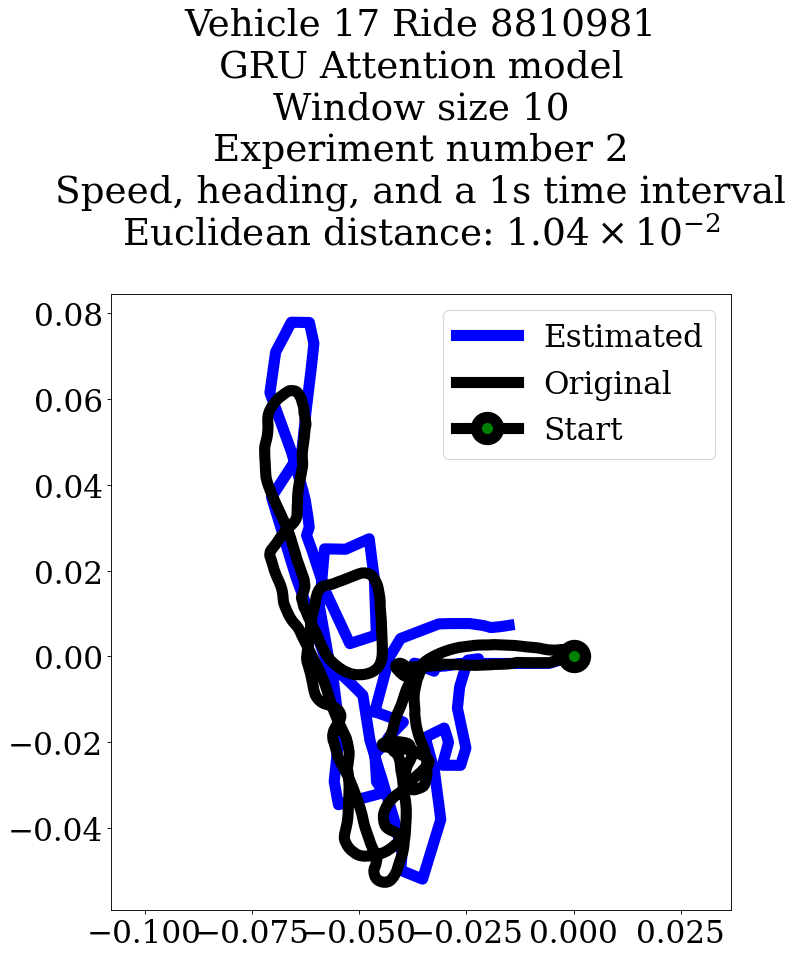 Vehicle 17 Ride 8810981
GRU Attention model
Window size 10
Experiment number 2
Speed, heading, and a 1s time interval
Euclidean distance: 1.04 × 10⁻²
Estimated
Original
Start
0.08
0.06
0.04
0.02
0.00
−0.02
−0.04
−0.100 −0.075 −0.050 −0.025 0.000 0.025